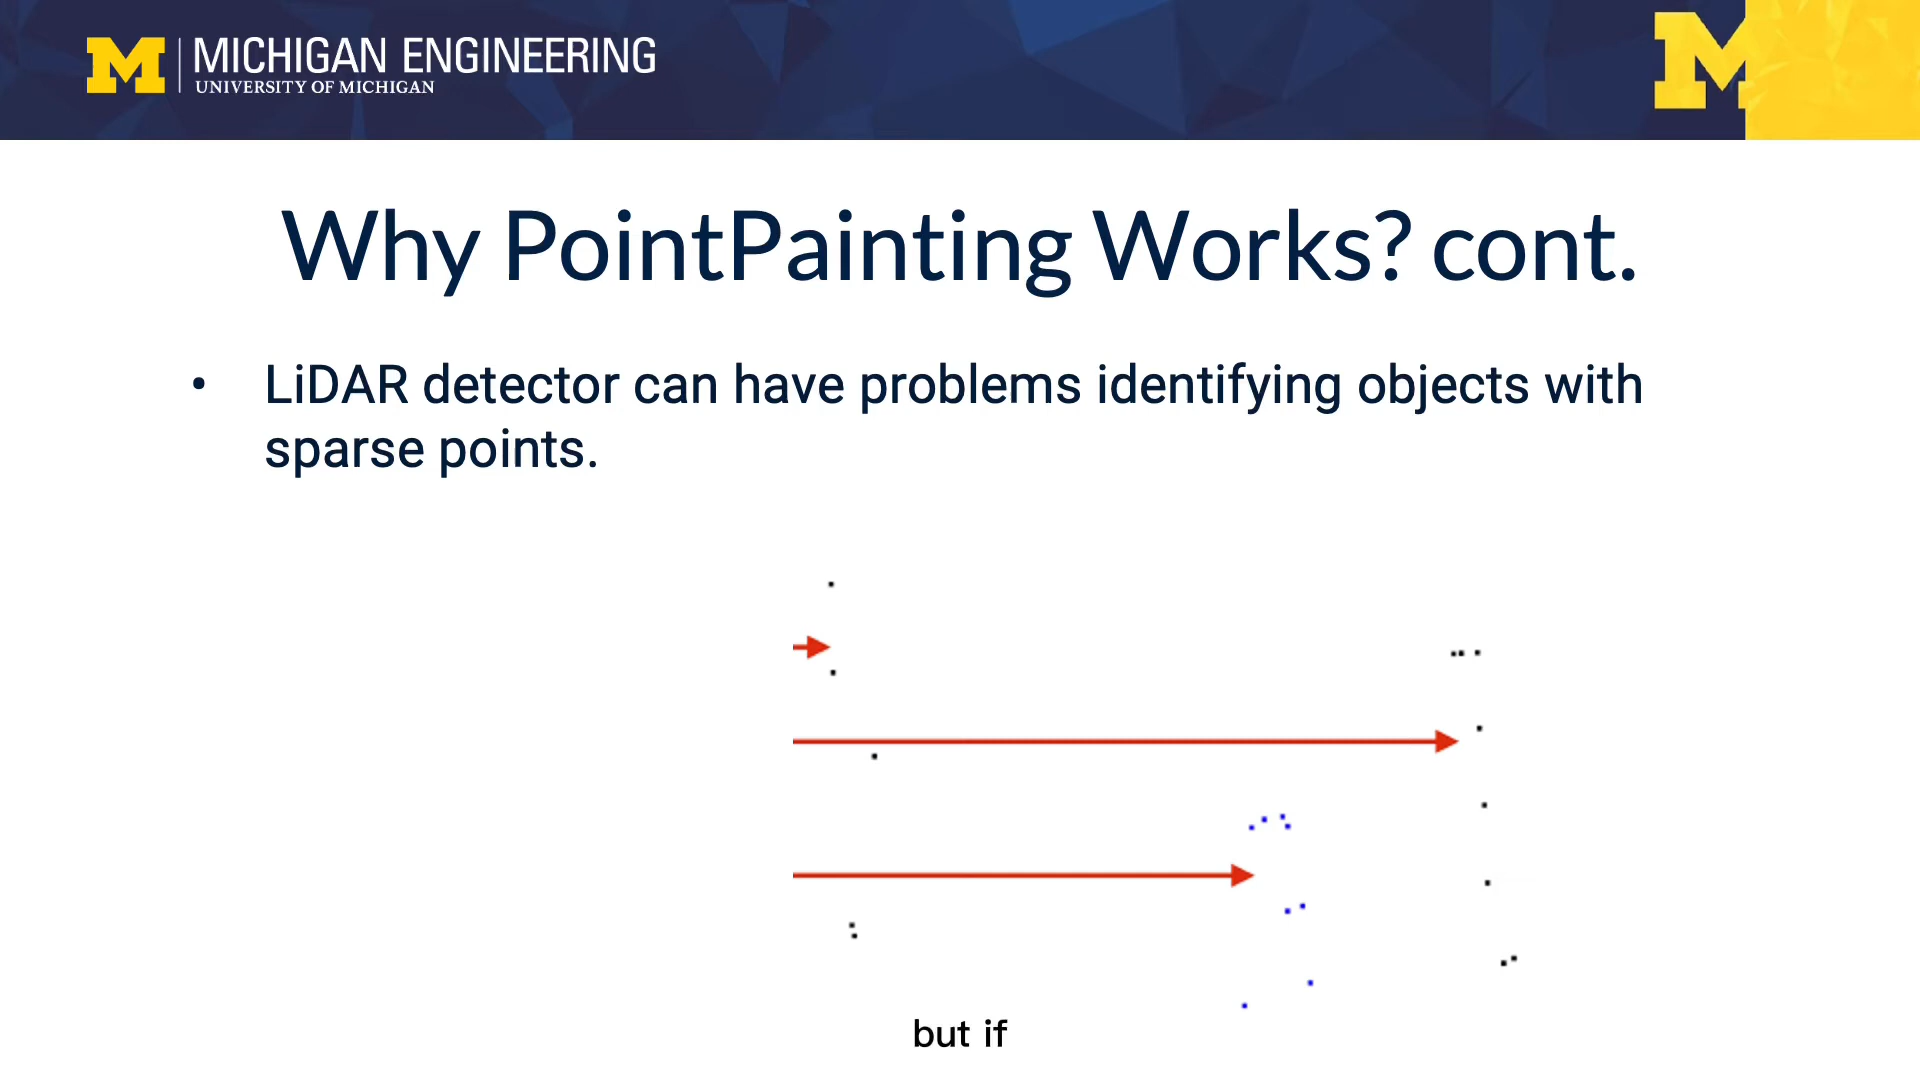 M MICHIGAN ENGINEERING
UNIVERSITY OF MICHIGAN
M
Why PointPainting Works? cont.
• LiDAR detector can have problems identifying objects with
sparse points.
but if